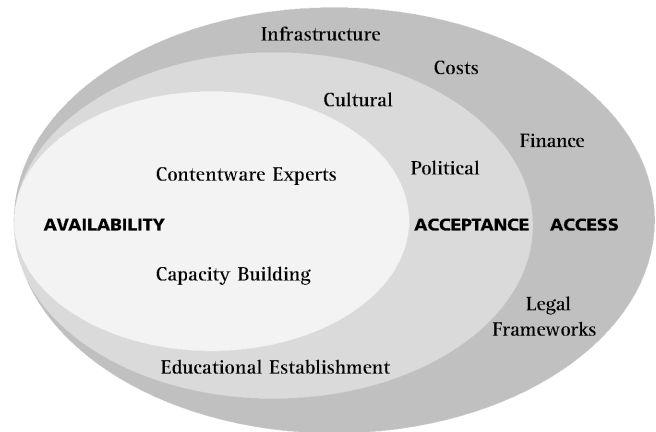 Infrastructure
Costs
Cultural
Finance
Political
Contentware Experts
AVAILABILITY
ACCEPTANCE
ACCESS
Capacity Building
Legal
Frameworks
Educational Establishment